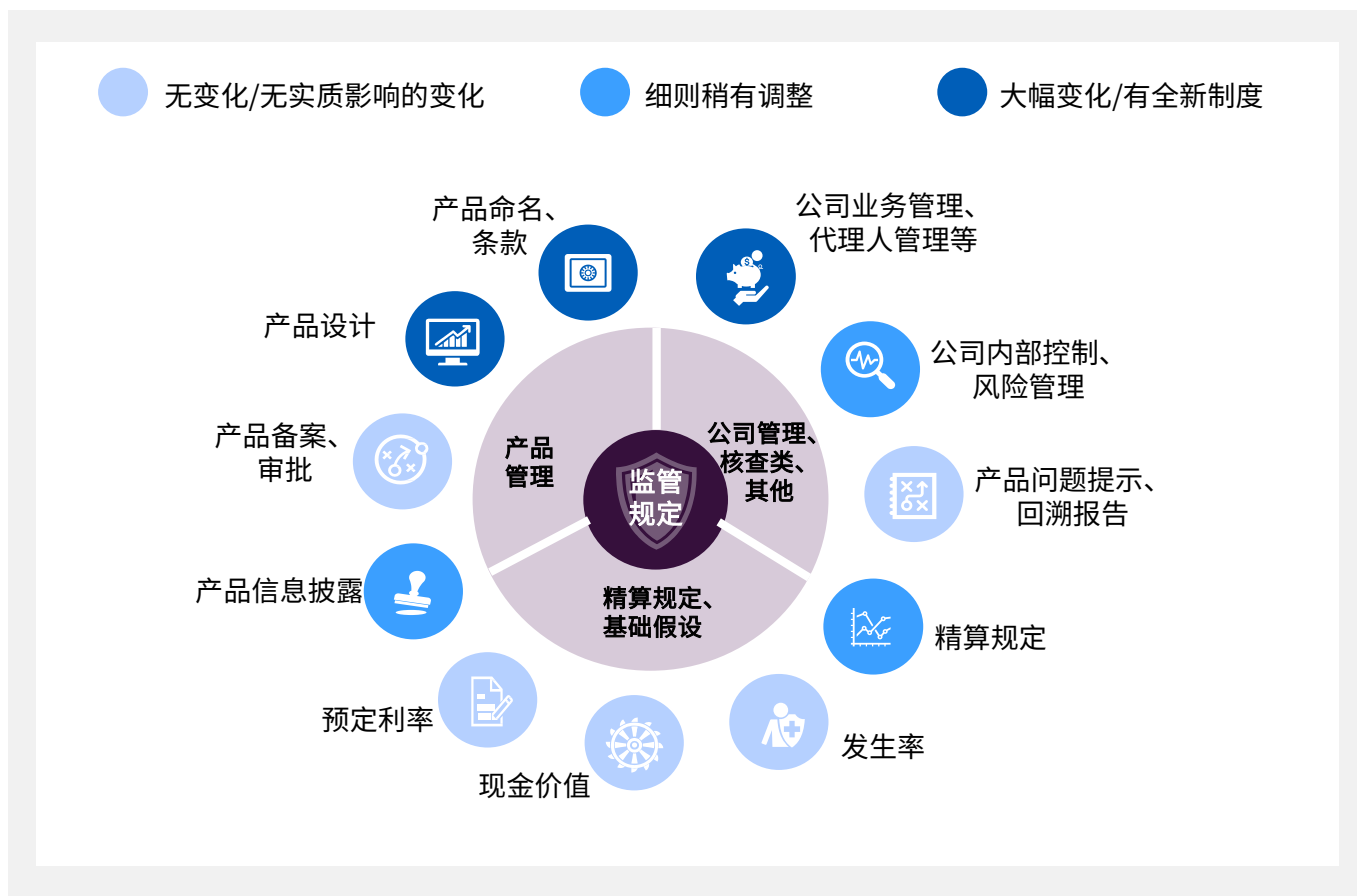 无变化/无实质影响的变化
细则稍有调整
大幅变化/有全新制度
产品命名、
条款
公司业务管理、
代理人管理等
产品设计
公司内部控制、
风险管理
产品备案、
审批
产品
管理
公司管理、
核查类、
其他
监管
规定
产品问题提示、
回溯报告
产品信息披露
精算规定、
基础假设
精算规定
预定利率
发生率
现金价值